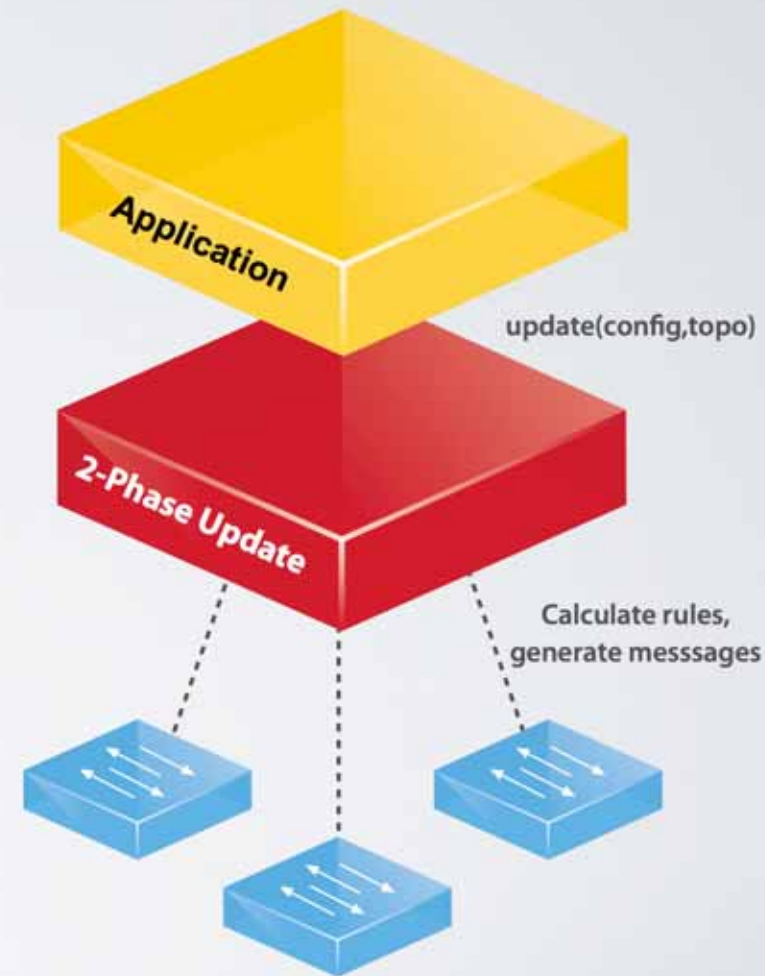 Application
update(config,topo)
2-Phase Update
Calculate rules,
generate messsages